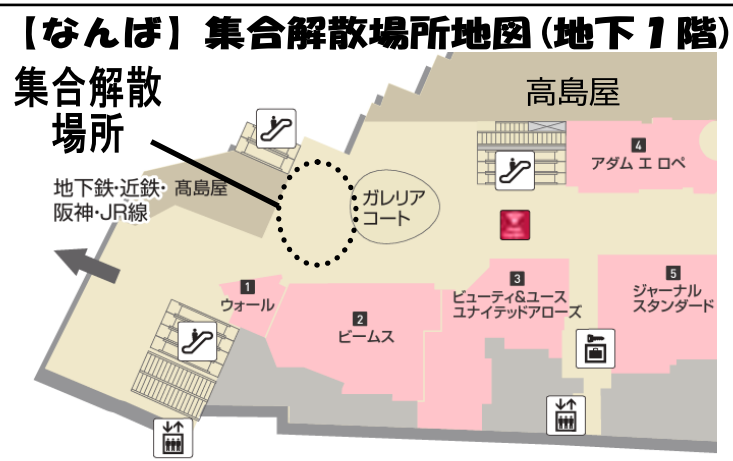 【なんば】集合解散場所地図(地下１階)
集合解散
場所
高島屋
4
アダム エ ロペ
地下鉄・近鉄・
阪神・JR線
髙島屋
ガレリア
コート
1
ウォール
2
ビームス
3
ビューティ&ユース
ユナイテッドアローズ
5
ジャーナル
スタンダード